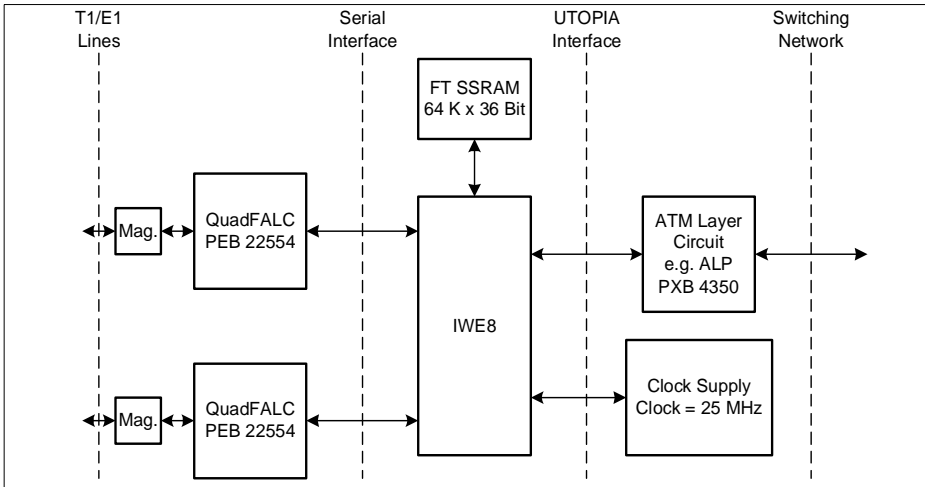 T1/E1
Lines
Serial
Interface
UTOPIA
Interface
Switching
Network
FT SSRAM
64 K x 36 Bit
Mag.
QuadFALC
PEB 22554
IWE8
ATM Layer
Circuit
e.g. ALP
PXB 4350
Mag.
QuadFALC
PEB 22554
Clock Supply
Clock = 25 MHz